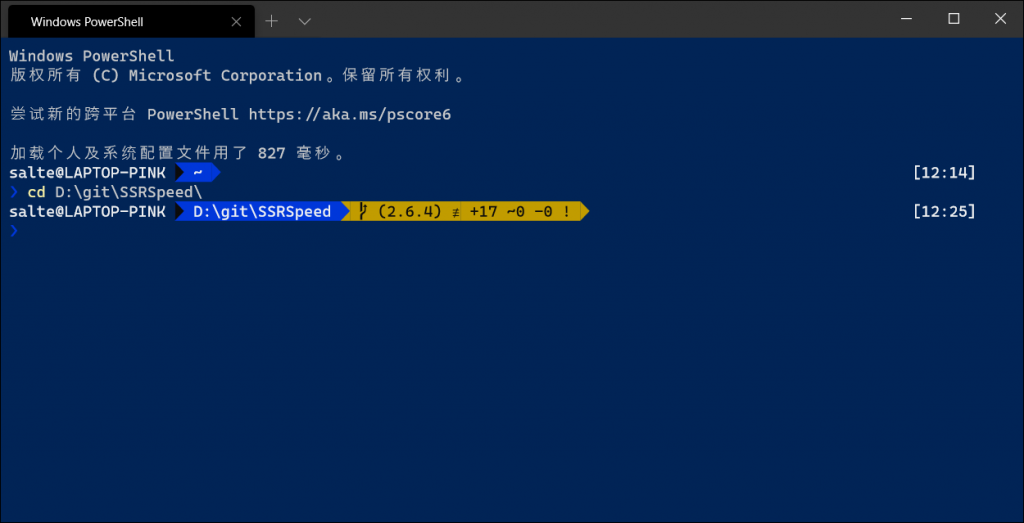 Windows PowerShell
Windows PowerShell
版权所有 (C) Microsoft Corporation。保留所有权利。
尝试新的跨平台 PowerShell https://aka.ms/pscore6
加载个人及系统配置文件用了 827 毫秒。
salte@LAPTOP-PINK ~ [12:14]
❯ cd D:\git\SSRSpeed\
salte@LAPTOP-PINK D:\git\SSRSpeed (2.6.4) ≢ +17 ~0 -0 ! [12:25]
❯